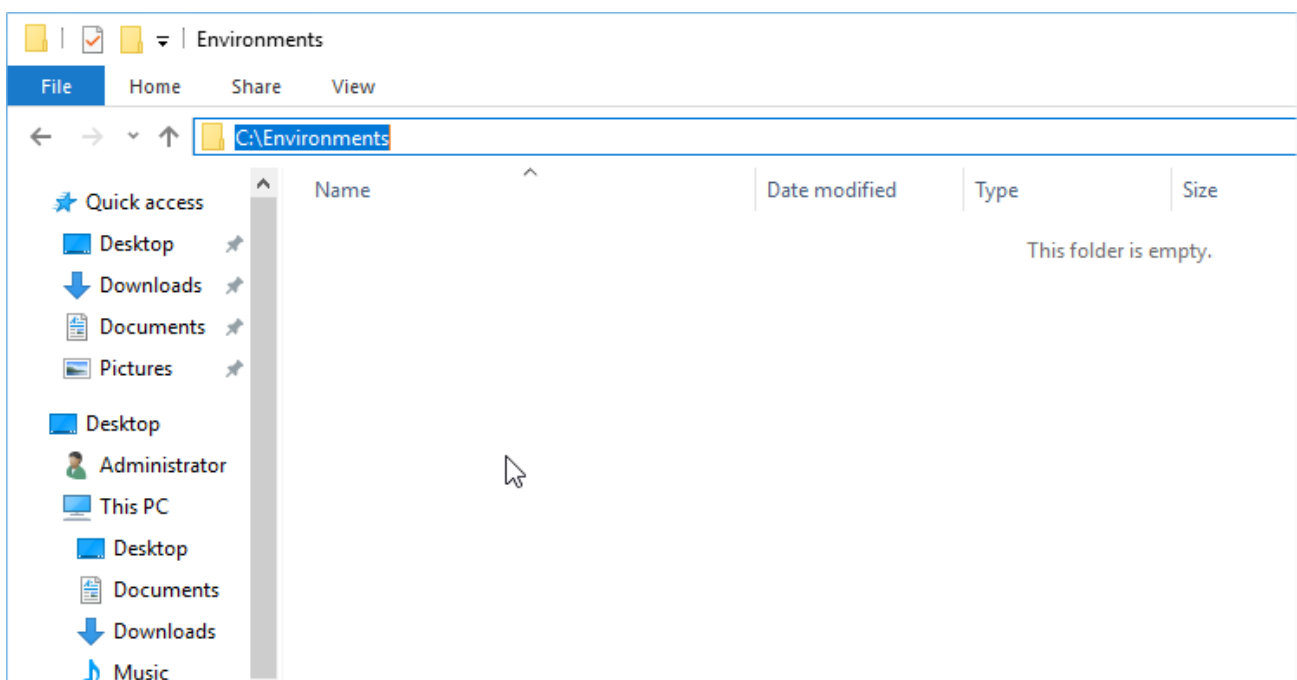 Environments
File Home Share View
C:\Environments
Name Date modified Type Size
This folder is empty.
Quick access
Desktop
Downloads
Documents
Pictures
Desktop
Administrator
This PC
Desktop
Documents
Downloads
Music